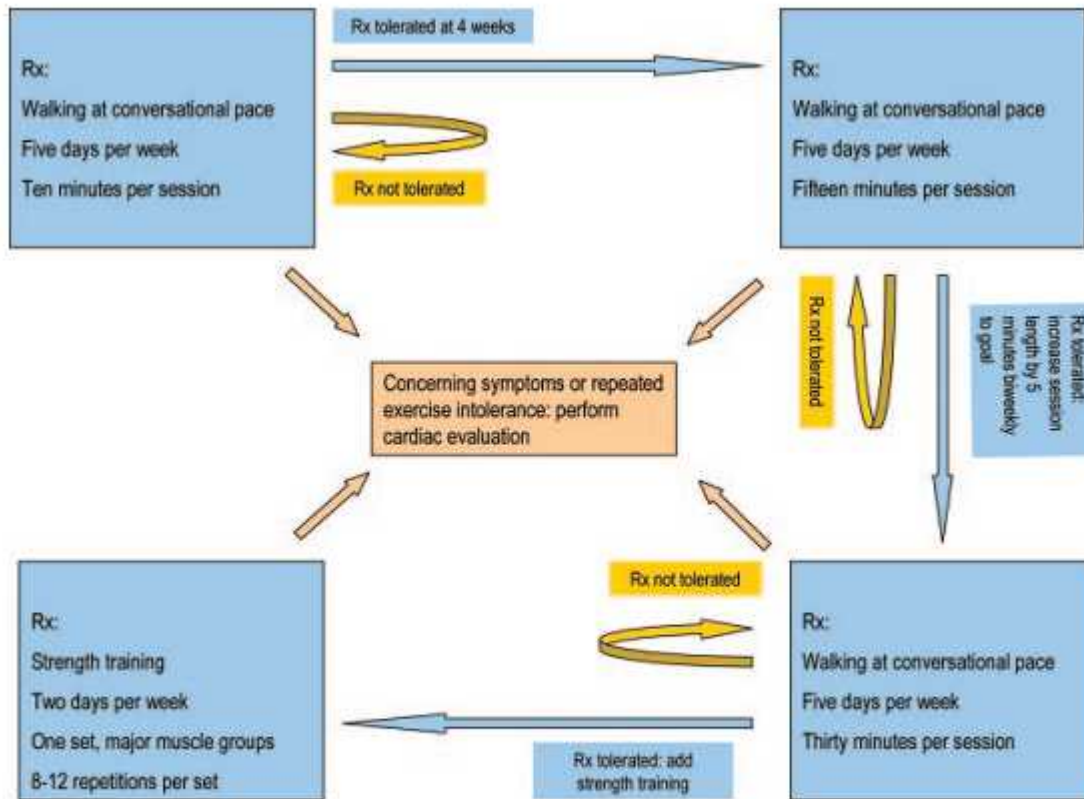 Rx:
Walking at conversational pace
Five days per week
Ten minutes per session
Rx tolerated at 4 weeks
Rx not tolerated
Rx:
Walking at conversational pace
Five days per week
Fifteen minutes per session
Rx not tolerated
Rx tolerated:
increase session
length by 5
minutes biweekly
to goal
Concerning symptoms or repeated
exercise intolerance: perform
cardiac evaluation
Rx:
Walking at conversational pace
Five days per week
Thirty minutes per session
Rx not tolerated
Rx tolerated: add
strength training
Rx:
Strength training
Two days per week
One set, major muscle groups
8-12 repetitions per set